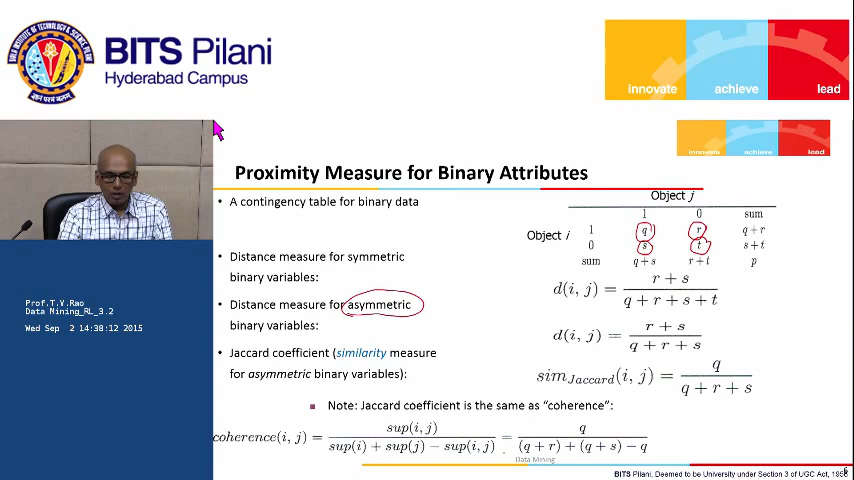 BITS Pilani
Hyderabad Campus
innovate achieve lead
innovate achieve lead
Proximity Measure for Binary Attributes
• A contingency table for binary data
Object j
1 0 sum
Object i 1 q r q + r
0 s t s + t
sum q + s r + t p
• Distance measure for symmetric
binary variables:
d(i, j) = r + s / q + r + s + t
• Distance measure for asymmetric
binary variables:
d(i, j) = r + s / q + r + s
• Jaccard coefficient (similarity measure
for asymmetric binary variables):
sim Jaccard(i, j) = q / q + r + s
■ Note: Jaccard coefficient is the same as “coherence”:
coherence(i, j) = sup(i, j) / sup(i) + sup(j) − sup(i, j) = q / (q + r) + (q + s) − q
Prof.T.V.Rao
Data Mining_RL_3.2
Wed Sep 2 14:38:12 2015
Data Mining
BITS Pilani, Deemed to be University under Section 3 of UGC Act, 1956